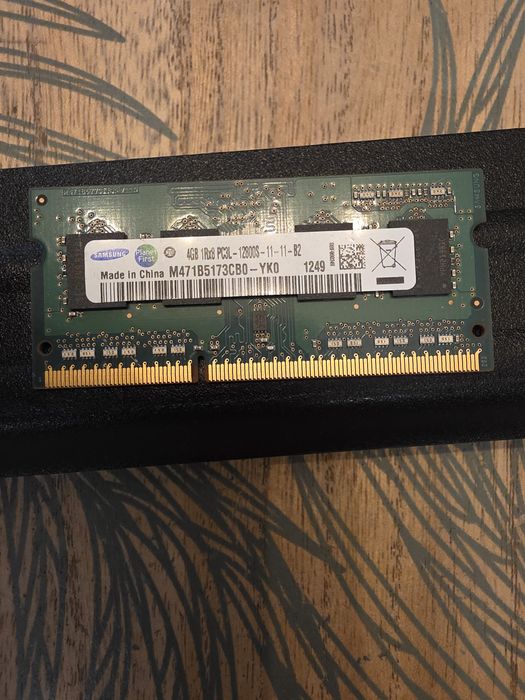 SAMSUNG
Planet
First
4GB 1Rx8 PC3L-12800S-11-11-B2
Made in China M471B5173CB0-YK0 1249